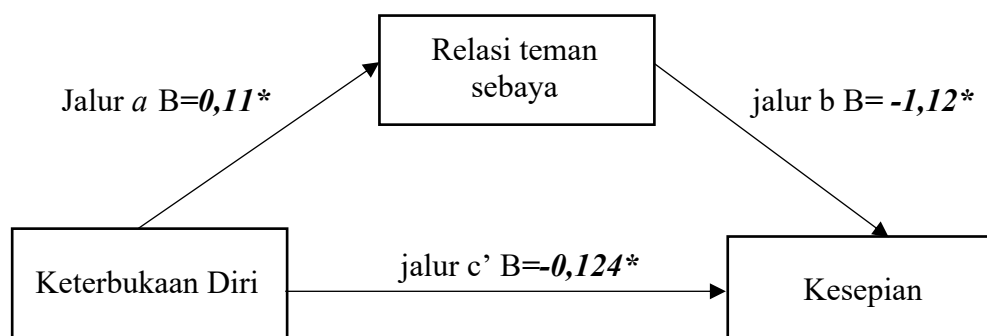 Relasi teman
sebaya
Jalur a B=0,11*
jalur b B= -1,12*
jalur c’ B=-0,124*
Keterbukaan Diri
Kesepian